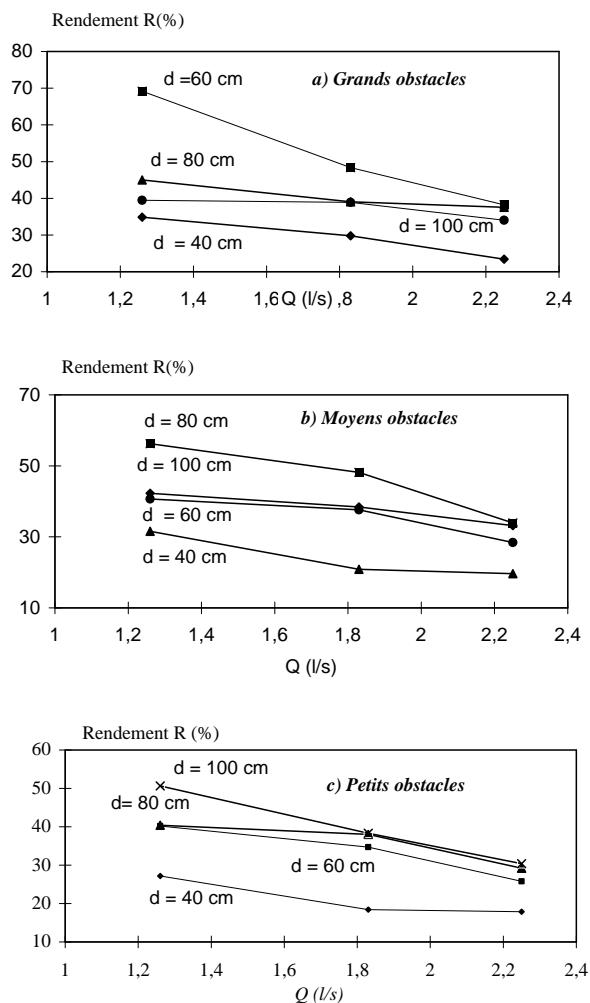 Rendement R(%)
80
70
60
50
40
30
20
d =60 cm
a) Grands obstacles
d = 80 cm
d = 100 cm
d = 40 cm
1 1,2 1,4 1,6 Q (l/s) ,8 2 2,2 2,4
Rendement R(%)
70
50
30
10
d = 80 cm
b) Moyens obstacles
d = 100 cm
d = 60 cm
d = 40 cm
1 1,2 1,4 1,6 1,8 2 2,2 2,4
Q (l/s)
Rendement R (%)
60
50
40
30
20
10
d = 100 cm
c) Petits obstacles
d= 80 cm
d = 60 cm
d = 40 cm
1 1,2 1,4 1,6 1,8 2 2,2 2,4
Q (l/s)